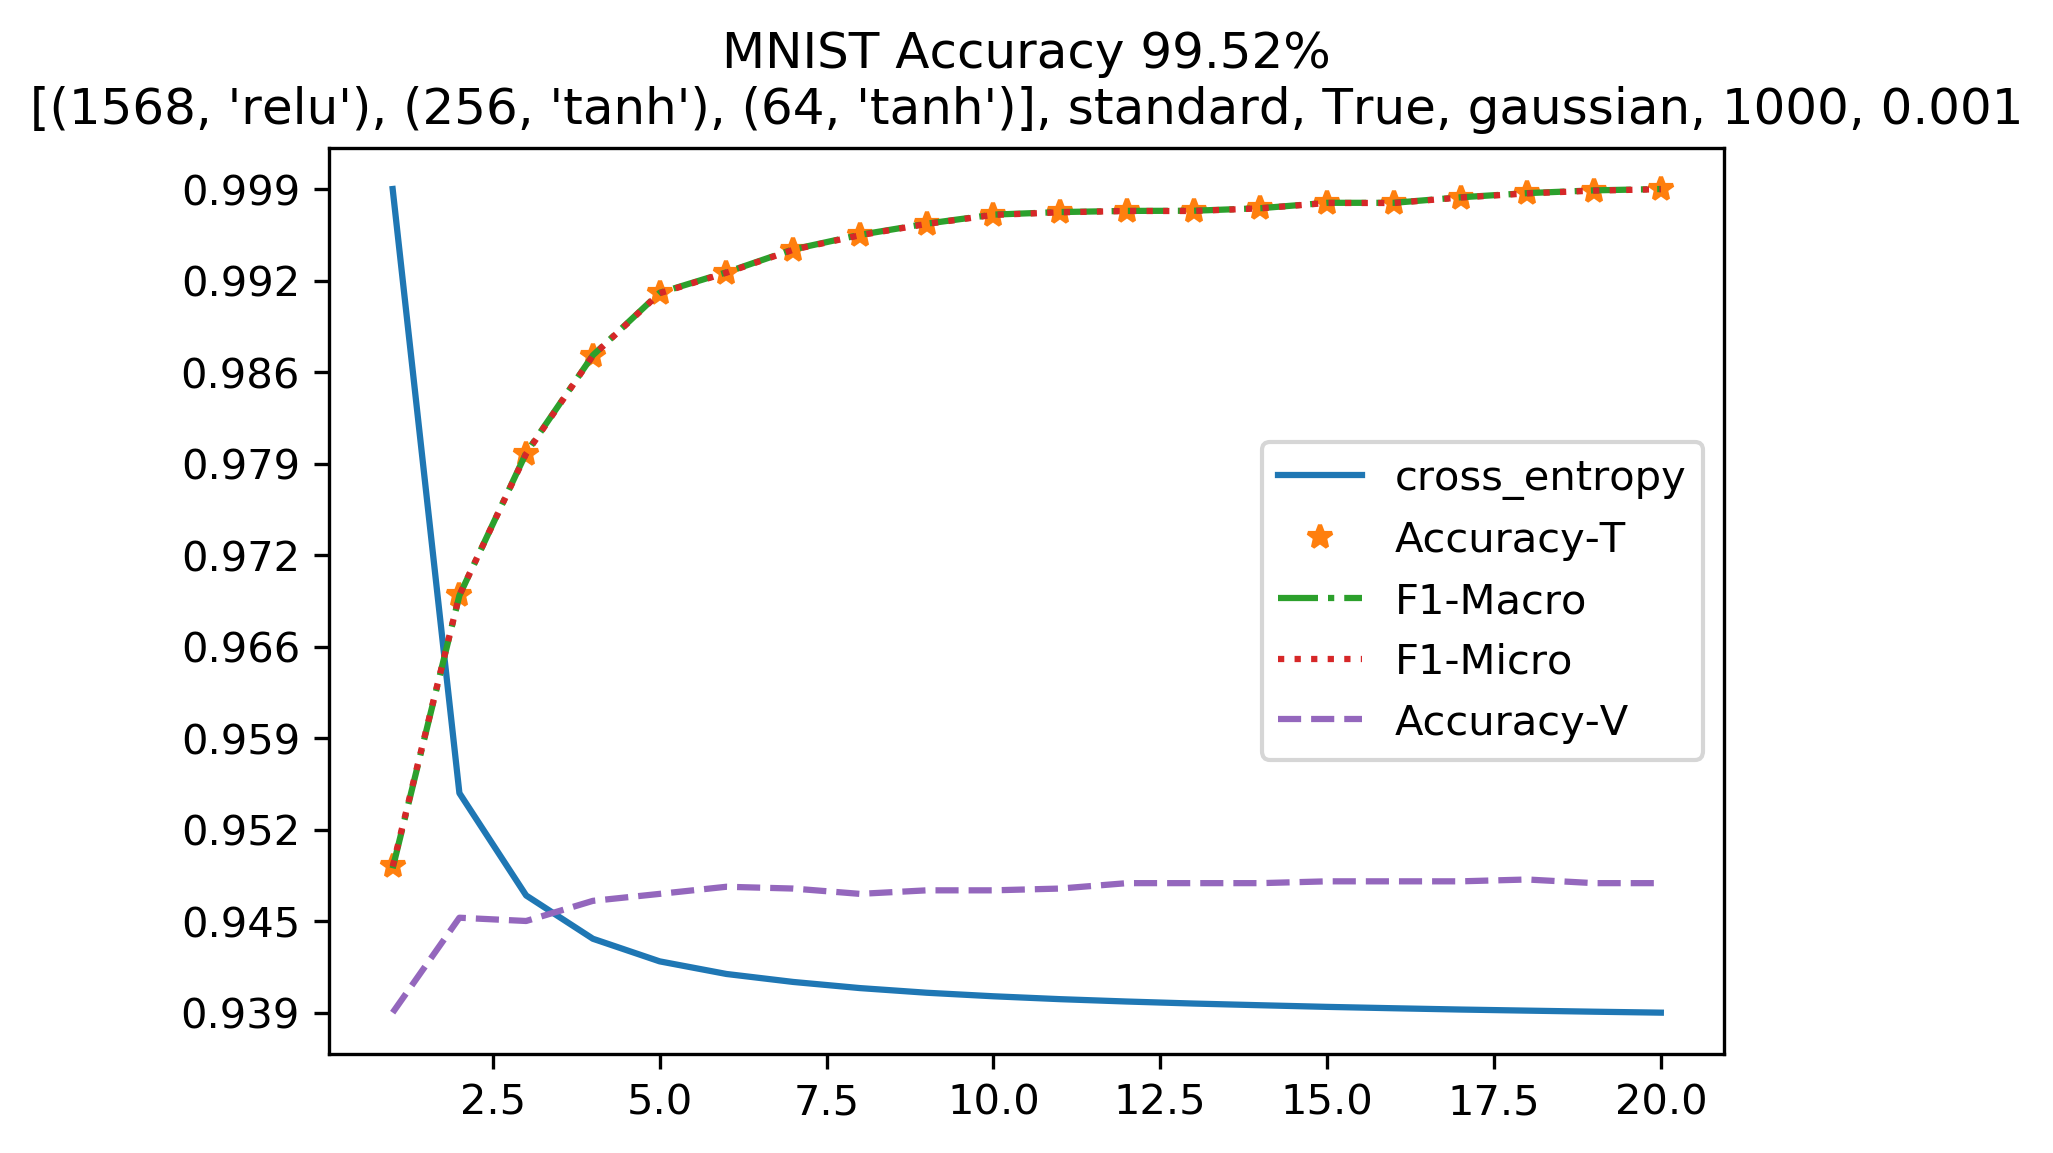 MNIST Accuracy 99.52%
[(1568, 'relu'), (256, 'tanh'), (64, 'tanh')], standard, True, gaussian, 1000, 0.001
0.999
0.992
0.986
0.979
0.972
0.966
0.959
0.952
0.945
0.939
cross_entropy
Accuracy-T
F1-Macro
F1-Micro
Accuracy-V
2.5 5.0 7.5 10.0 12.5 15.0 17.5 20.0